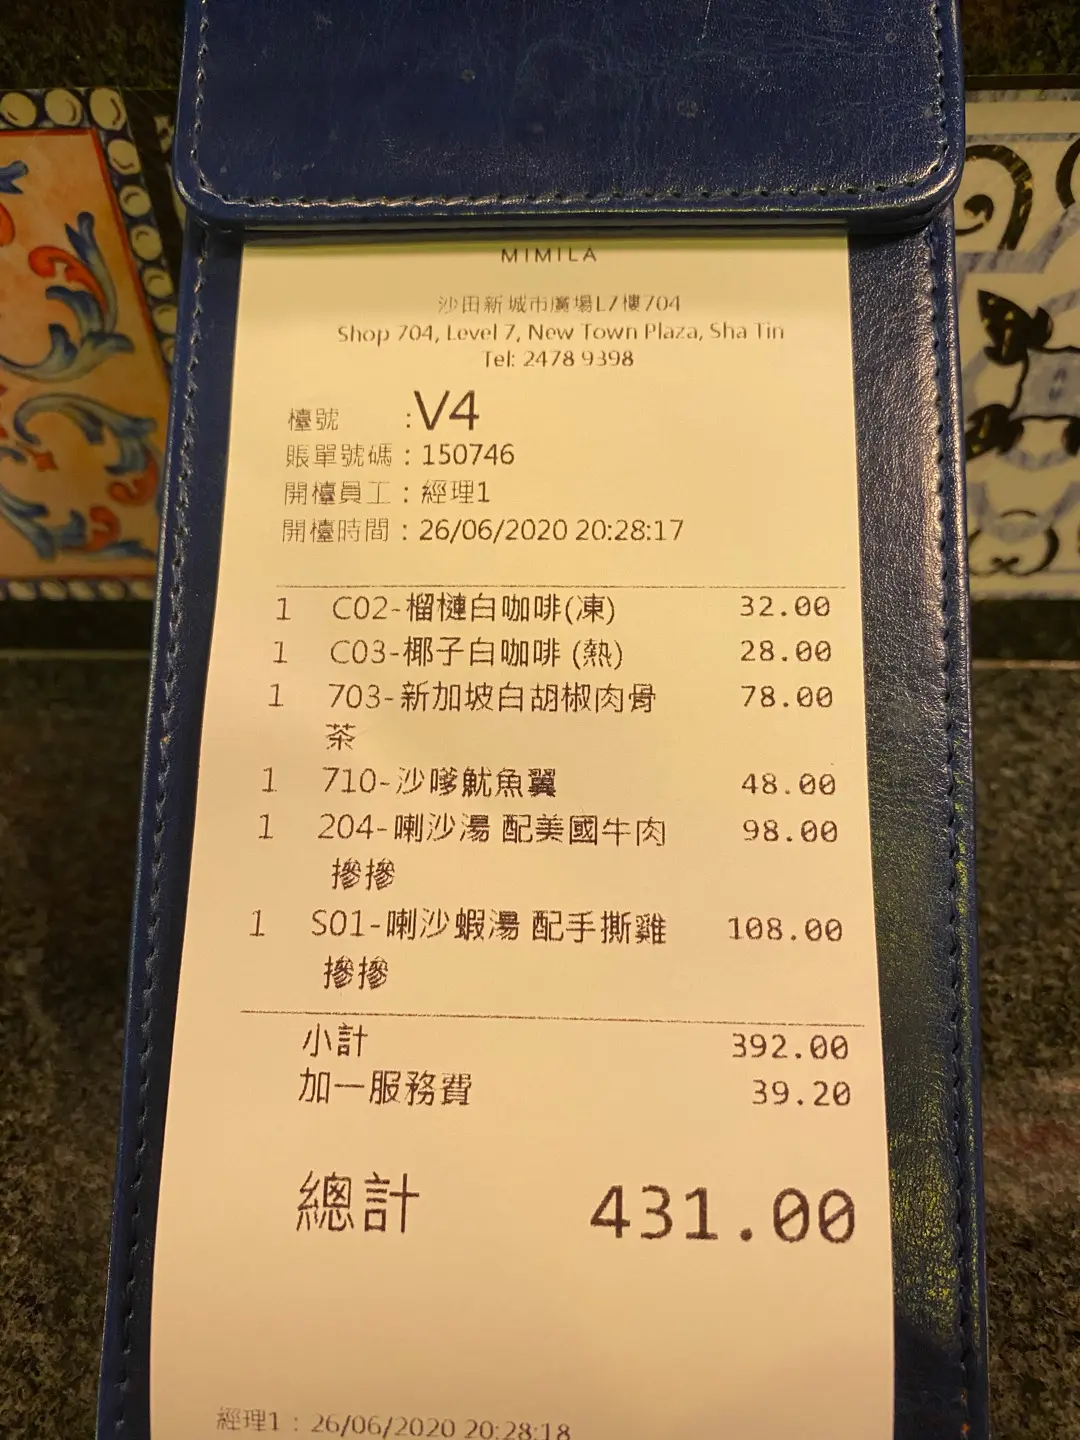 MIMILA
沙田新城市廣場L7樓704
Shop 704, Level 7, New Town Plaza, Sha Tin
Tel: 2478 9398
檯號 :V4
賬單號碼：150746
開檯員工：經理1
開檯時間：26/06/2020 20:28:17
1 C02-榴槤白咖啡(凍) 32.00
1 C03-椰子白咖啡 (熱) 28.00
1 703-新加坡白胡椒肉骨 78.00
茶
1 710-沙嗲魷魚翼 48.00
1 204-喇沙湯 配美國牛肉 98.00
摻摻
1 S01-喇沙蝦湯 配手撕雞 108.00
摻摻
小計 392.00
加一服務費 39.20
總計 431.00
經理1：26/06/2020 20:28:18